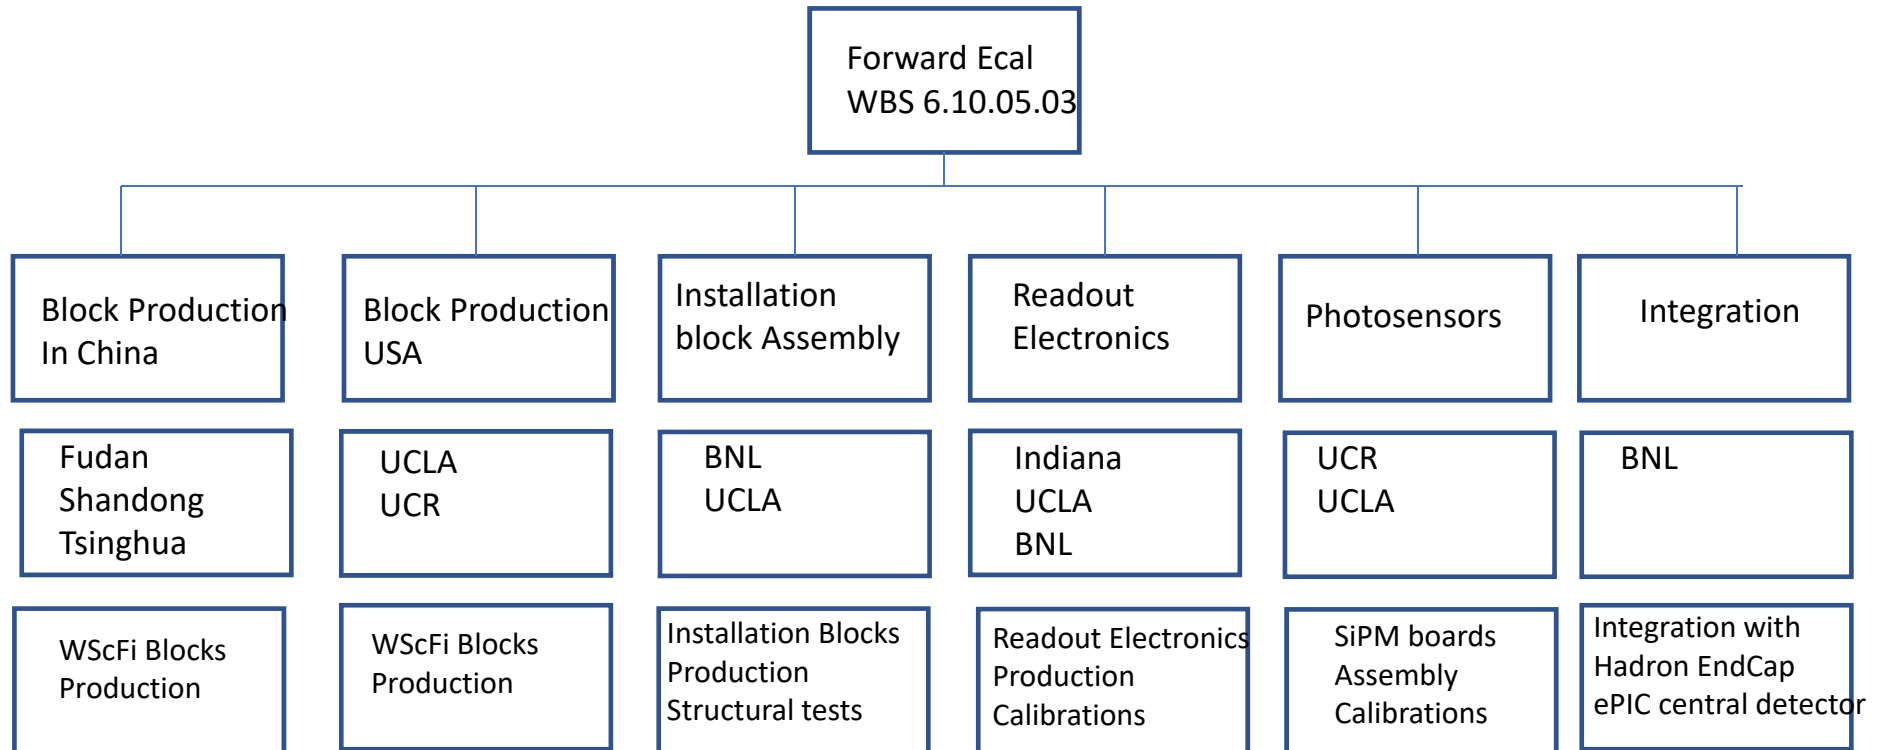 Forward Ecal
WBS 6.10.05.03
Block Production
In China
Block Production
USA
Installation
block Assembly
Readout
Electronics
Photosensors
Integration
Fudan
Shandong
Tsinghua
UCLA
UCR
BNL
UCLA
Indiana
UCLA
BNL
UCR
UCLA
BNL
WScFi Blocks
Production
WScFi Blocks
Production
Installation Blocks
Production
Structural tests
Readout Electronics
Production
Calibrations
SiPM boards
Assembly
Calibrations
Integration with
Hadron EndCap
ePIC central detector